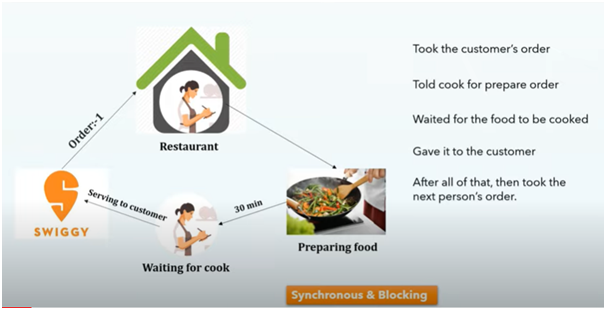 Took the customer's order
Told cook for prepare order
Waited for the food to be cooked
Gave it to the customer
After all of that, then took the
next person's order.
Order:-1
Restaurant
SWIGGY
Serving to customer
30 min
Waiting for cook
Preparing food
Synchronous & Blocking